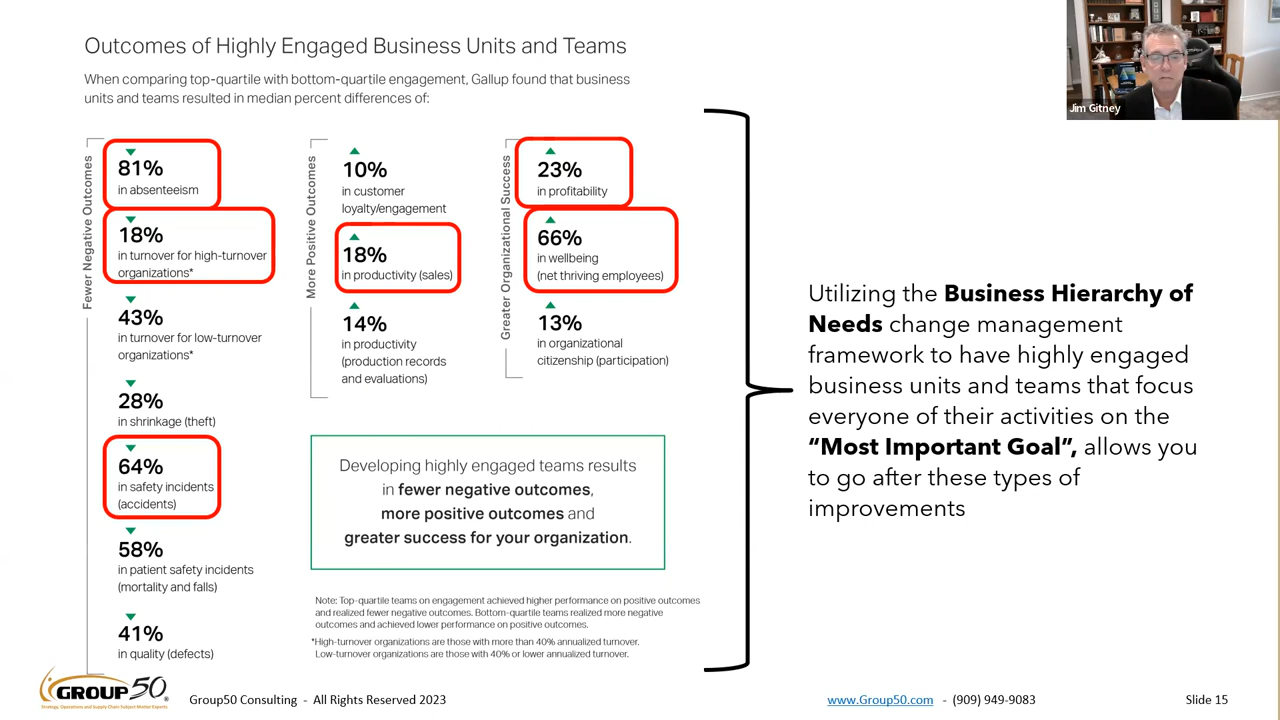 Outcomes of Highly Engaged Business Units and Teams
When comparing top-quartile with bottom-quartile engagement, Gallup found that business
units and teams resulted in median percent differences of:
Fewer Negative Outcomes
81%
in absenteeism
18%
in turnover for high-turnover
organizations*
43%
in turnover for low-turnover
organizations*
28%
in shrinkage (theft)
64%
in safety incidents
(accidents)
58%
in patient safety incidents
(mortality and falls)
41%
in quality (defects)
More Positive Outcomes
10%
in customer
loyalty/engagement
18%
in productivity (sales)
14%
in productivity
(production records
and evaluations)
Greater Organizational Success
23%
in profitability
66%
in wellbeing
(net thriving employees)
13%
in organizational
citizenship (participation)
Developing highly engaged teams results
in fewer negative outcomes,
more positive outcomes and
greater success for your organization.
Note: Top-quartile teams on engagement achieved higher performance on positive outcomes
and realized fewer negative outcomes. Bottom-quartile teams realized more negative
outcomes and achieved lower performance on positive outcomes.
*High-turnover organizations are those with more than 40% annualized turnover.
Low-turnover organizations are those with 40% or lower annualized turnover.
Jim Gitney
Utilizing the Business Hierarchy of
Needs change management
framework to have highly engaged
business units and teams that focus
everyone of their activities on the
“Most Important Goal”, allows you
to go after these types of
improvements
GROUP50®
Strategy, Operations and Supply Chain Subject Matter Experts
Group50 Consulting - All Rights Reserved 2023
www.Group50.com - (909) 949-9083
Slide 15